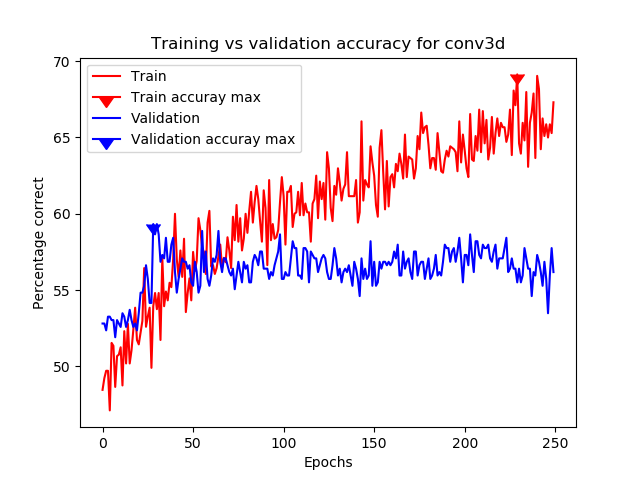 Training vs validation accuracy for conv3d
Train
Train accuray max
Validation
Validation accuray max
Percentage correct
70
65
60
55
50
0 50 100 150 200 250
Epochs